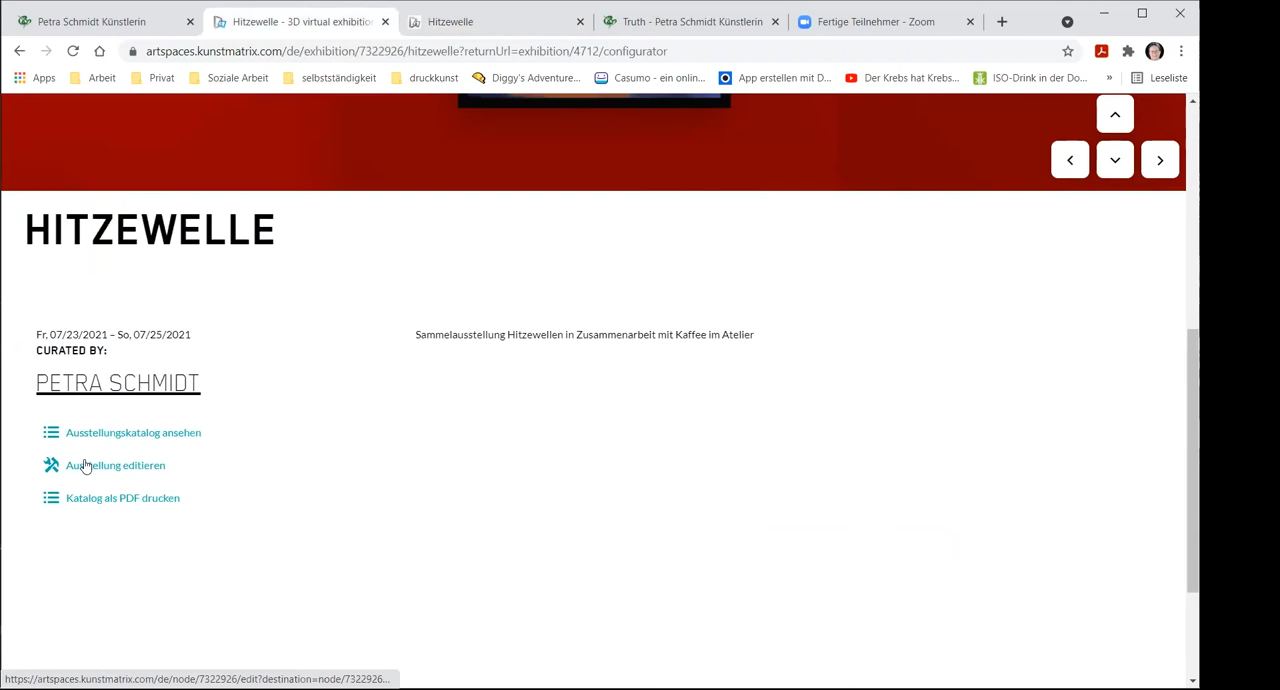 Petra Schmidt Künstlerin
Hitzewelle - 3D virtual exhibitio
Hitzewelle
Truth - Petra Schmidt Künstlerin
Fertige Teilnehmer - Zoom
artspaces.kunstmatrix.com/de/exhibition/7322926/hitzewelle?returnUrl=exhibition/4712/configurator
Apps
Arbeit
Privat
Soziale Arbeit
selbstständigkeit
druckkunst
Diggy's Adventure...
Casumo - ein onlin...
App erstellen mit D...
Der Krebs hat Krebs...
ISO-Drink in der Do...
»
Leseliste
HITZEWELLE
Fr, 07/23/2021 – So, 07/25/2021
Sammelausstellung Hitzewellen in Zusammenarbeit mit Kaffee im Atelier
CURATED BY:
PETRA SCHMIDT
Ausstellungskatalog ansehen
Ausstellung editieren
Katalog als PDF drucken
https://artspaces.kunstmatrix.com/de/node/7322926/edit?destination=node/7322926...